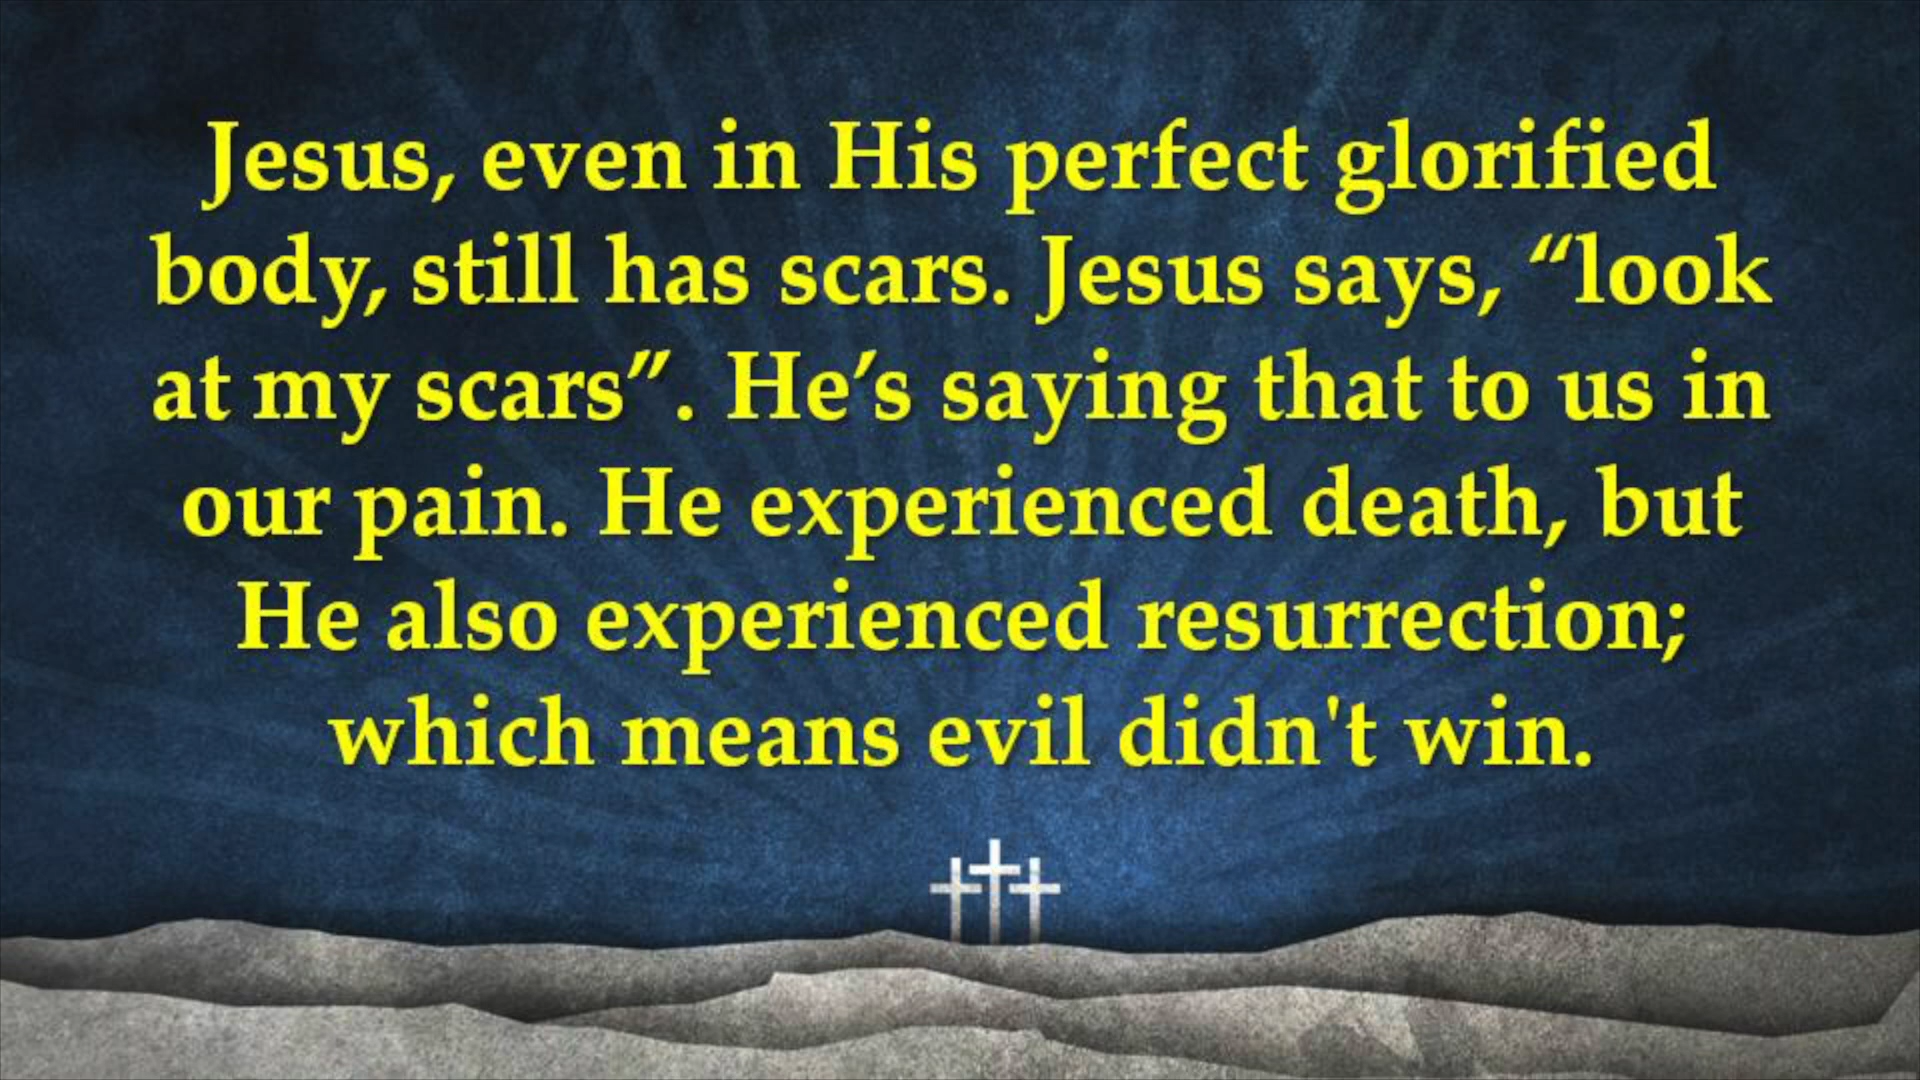 Jesus, even in His perfect glorified
body, still has scars. Jesus says, “look
at my scars”. He’s saying that to us in
our pain. He experienced death, but
He also experienced resurrection;
which means evil didn't win.